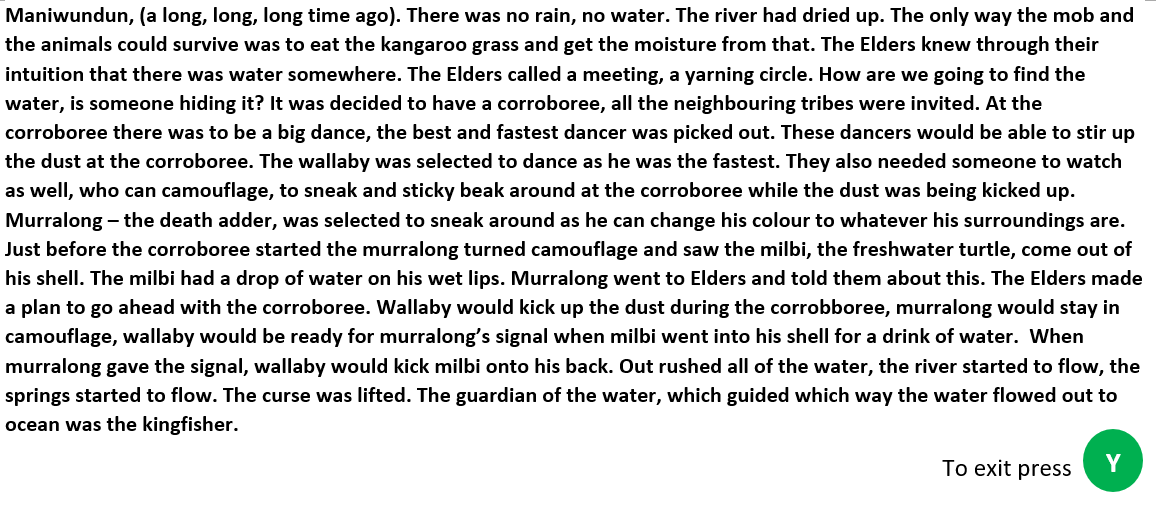 Maniwundun, (a long, long, long time ago). There was no rain, no water. The river had dried up. The only way the mob and
the animals could survive was to eat the kangaroo grass and get the moisture from that. The Elders knew through their
intuition that there was water somewhere. The Elders called a meeting, a yarning circle. How are we going to find the
water, is someone hiding it? It was decided to have a corroboree, all the neighbouring tribes were invited. At the
corroboree there was to be a big dance, the best and fastest dancer was picked out. These dancers would be able to stir up
the dust at the corroboree. The wallaby was selected to dance as he was the fastest. They also needed someone to watch
as well, who can camouflage, to sneak and sticky beak around at the corroboree while the dust was being kicked up.
Murralong – the death adder, was selected to sneak around as he can change his colour to whatever his surroundings are.
Just before the corroboree started the murralong turned camouflage and saw the milbi, the freshwater turtle, come out of
his shell. The milbi had a drop of water on his wet lips. Murralong went to Elders and told them about this. The Elders made
a plan to go ahead with the corroboree. Wallaby would kick up the dust during the corrobboree, murralong would stay in
camouflage, wallaby would be ready for murralong’s signal when milbi went into his shell for a drink of water.  When
murralong gave the signal, wallaby would kick milbi onto his back. Out rushed all of the water, the river started to flow, the
springs started to flow. The curse was lifted. The guardian of the water, which guided which way the water flowed out to
ocean was the kingfisher.
To exit press Y